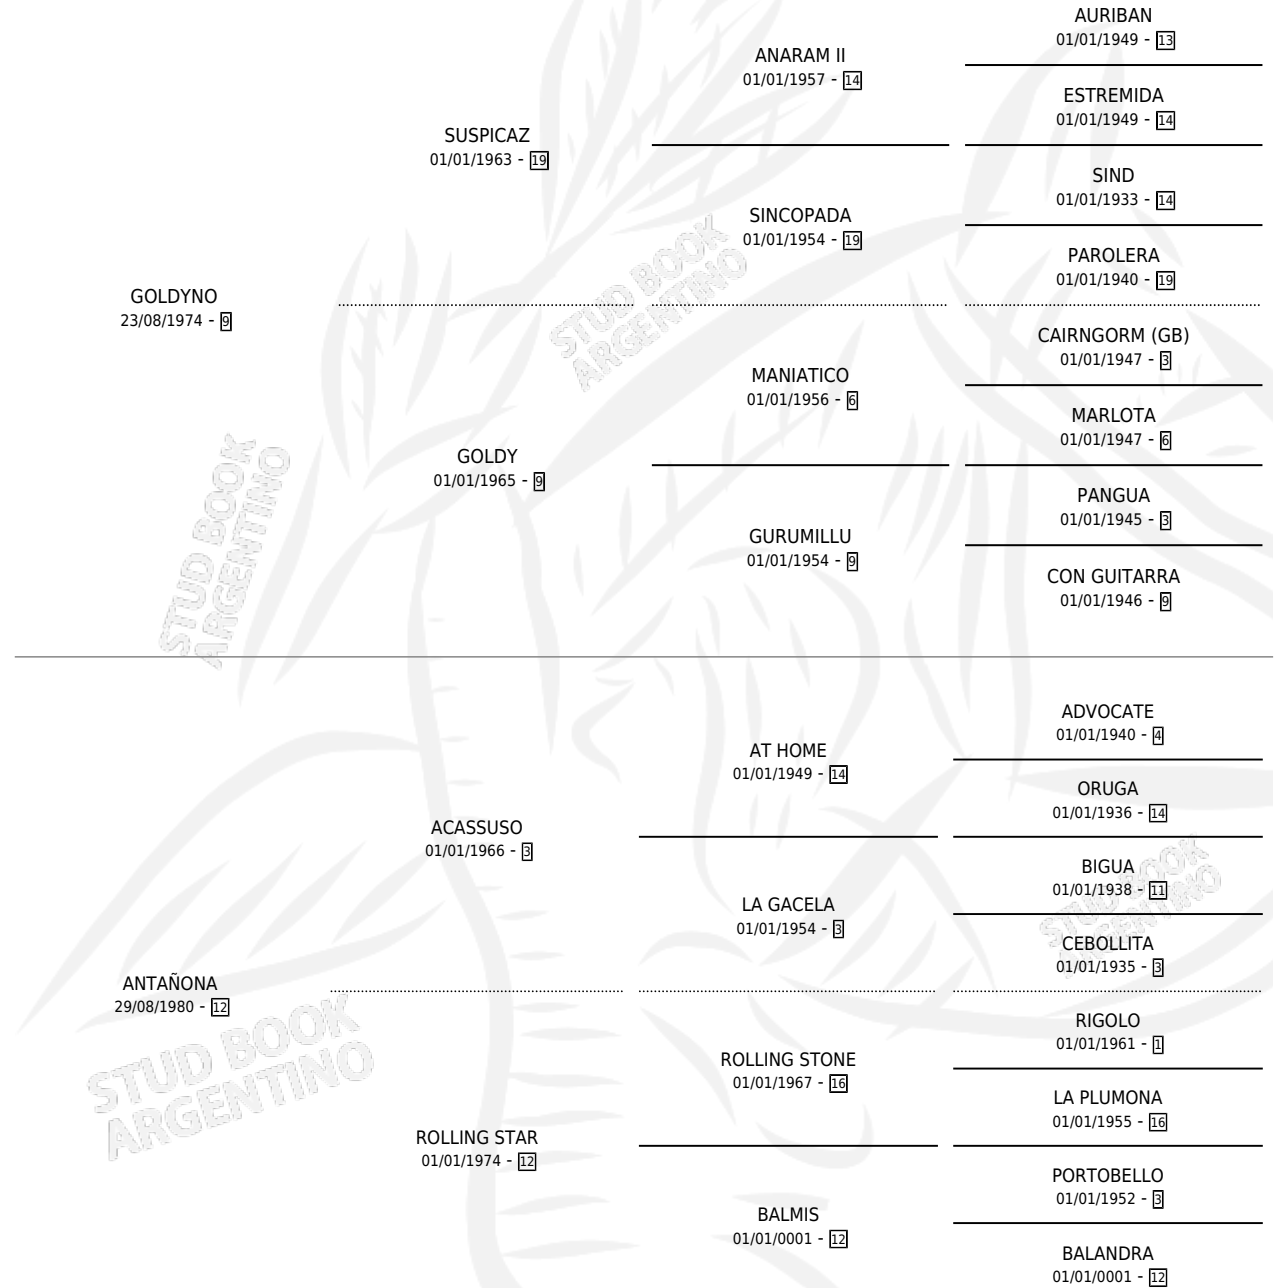 GOLDYNO
23/08/1974 - 9
SUSPICAZ
01/01/1963 - 19
GOLDY
01/01/1965 - 9
ANARAM II
01/01/1957 - 14
SINCOPADA
01/01/1954 - 19
MANIATICO
01/01/1956 - 6
GURUMILLU
01/01/1954 - 9
AURIBAN
01/01/1949 - 13
ESTREMIDA
01/01/1949 - 14
SIND
01/01/1933 - 14
PAROLERA
01/01/1940 - 19
CAIRNGORM (GB)
01/01/1947 - 3
MARLOTA
01/01/1947 - 6
PANGUA
01/01/1945 - 3
CON GUITARRA
01/01/1946 - 9
ANTAÑONA
29/08/1980 - 12
ACASSUSO
01/01/1966 - 3
ROLLING STAR
01/01/1974 - 12
AT HOME
01/01/1949 - 14
LA GACELA
01/01/1954 - 3
ROLLING STONE
01/01/1967 - 16
BALMIS
01/01/0001 - 12
ADVOCATE
01/01/1940 - 4
ORUGA
01/01/1936 - 14
BIGUA
01/01/1938 - 11
CEBOLLITA
01/01/1935 - 3
RIGOLO
01/01/1961 - 1
LA PLUMONA
01/01/1955 - 16
PORTOBELLO
01/01/1952 - 3
BALANDRA
01/01/0001 - 12
STUD BOOK
ARGENTINO
STUD BOOK
ARGENTINO
STUD BOOK
ARGENTINO
STUD BOOK
ARGENTINO